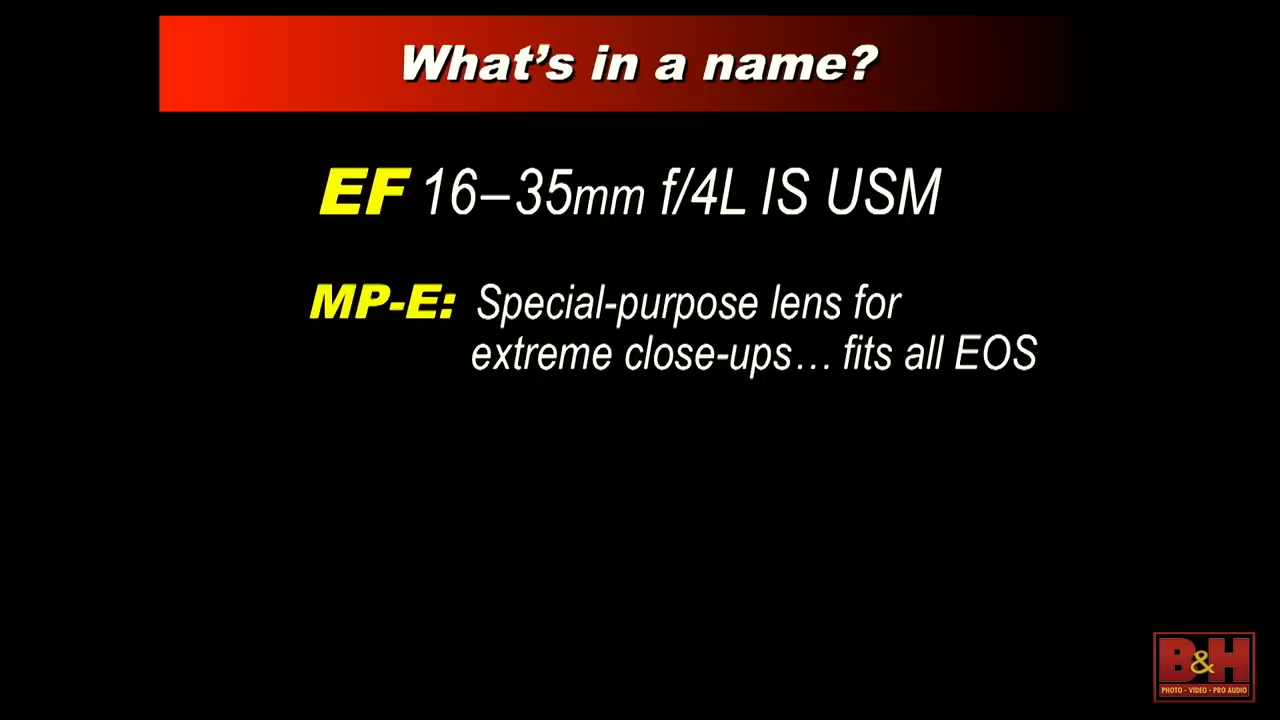 What's in a name?
EF 16–35mm f/4L IS USM
MP-E: Special-purpose lens for
extreme close-ups… fits all EOS
B&H
PHOTO - VIDEO - PRO AUDIO